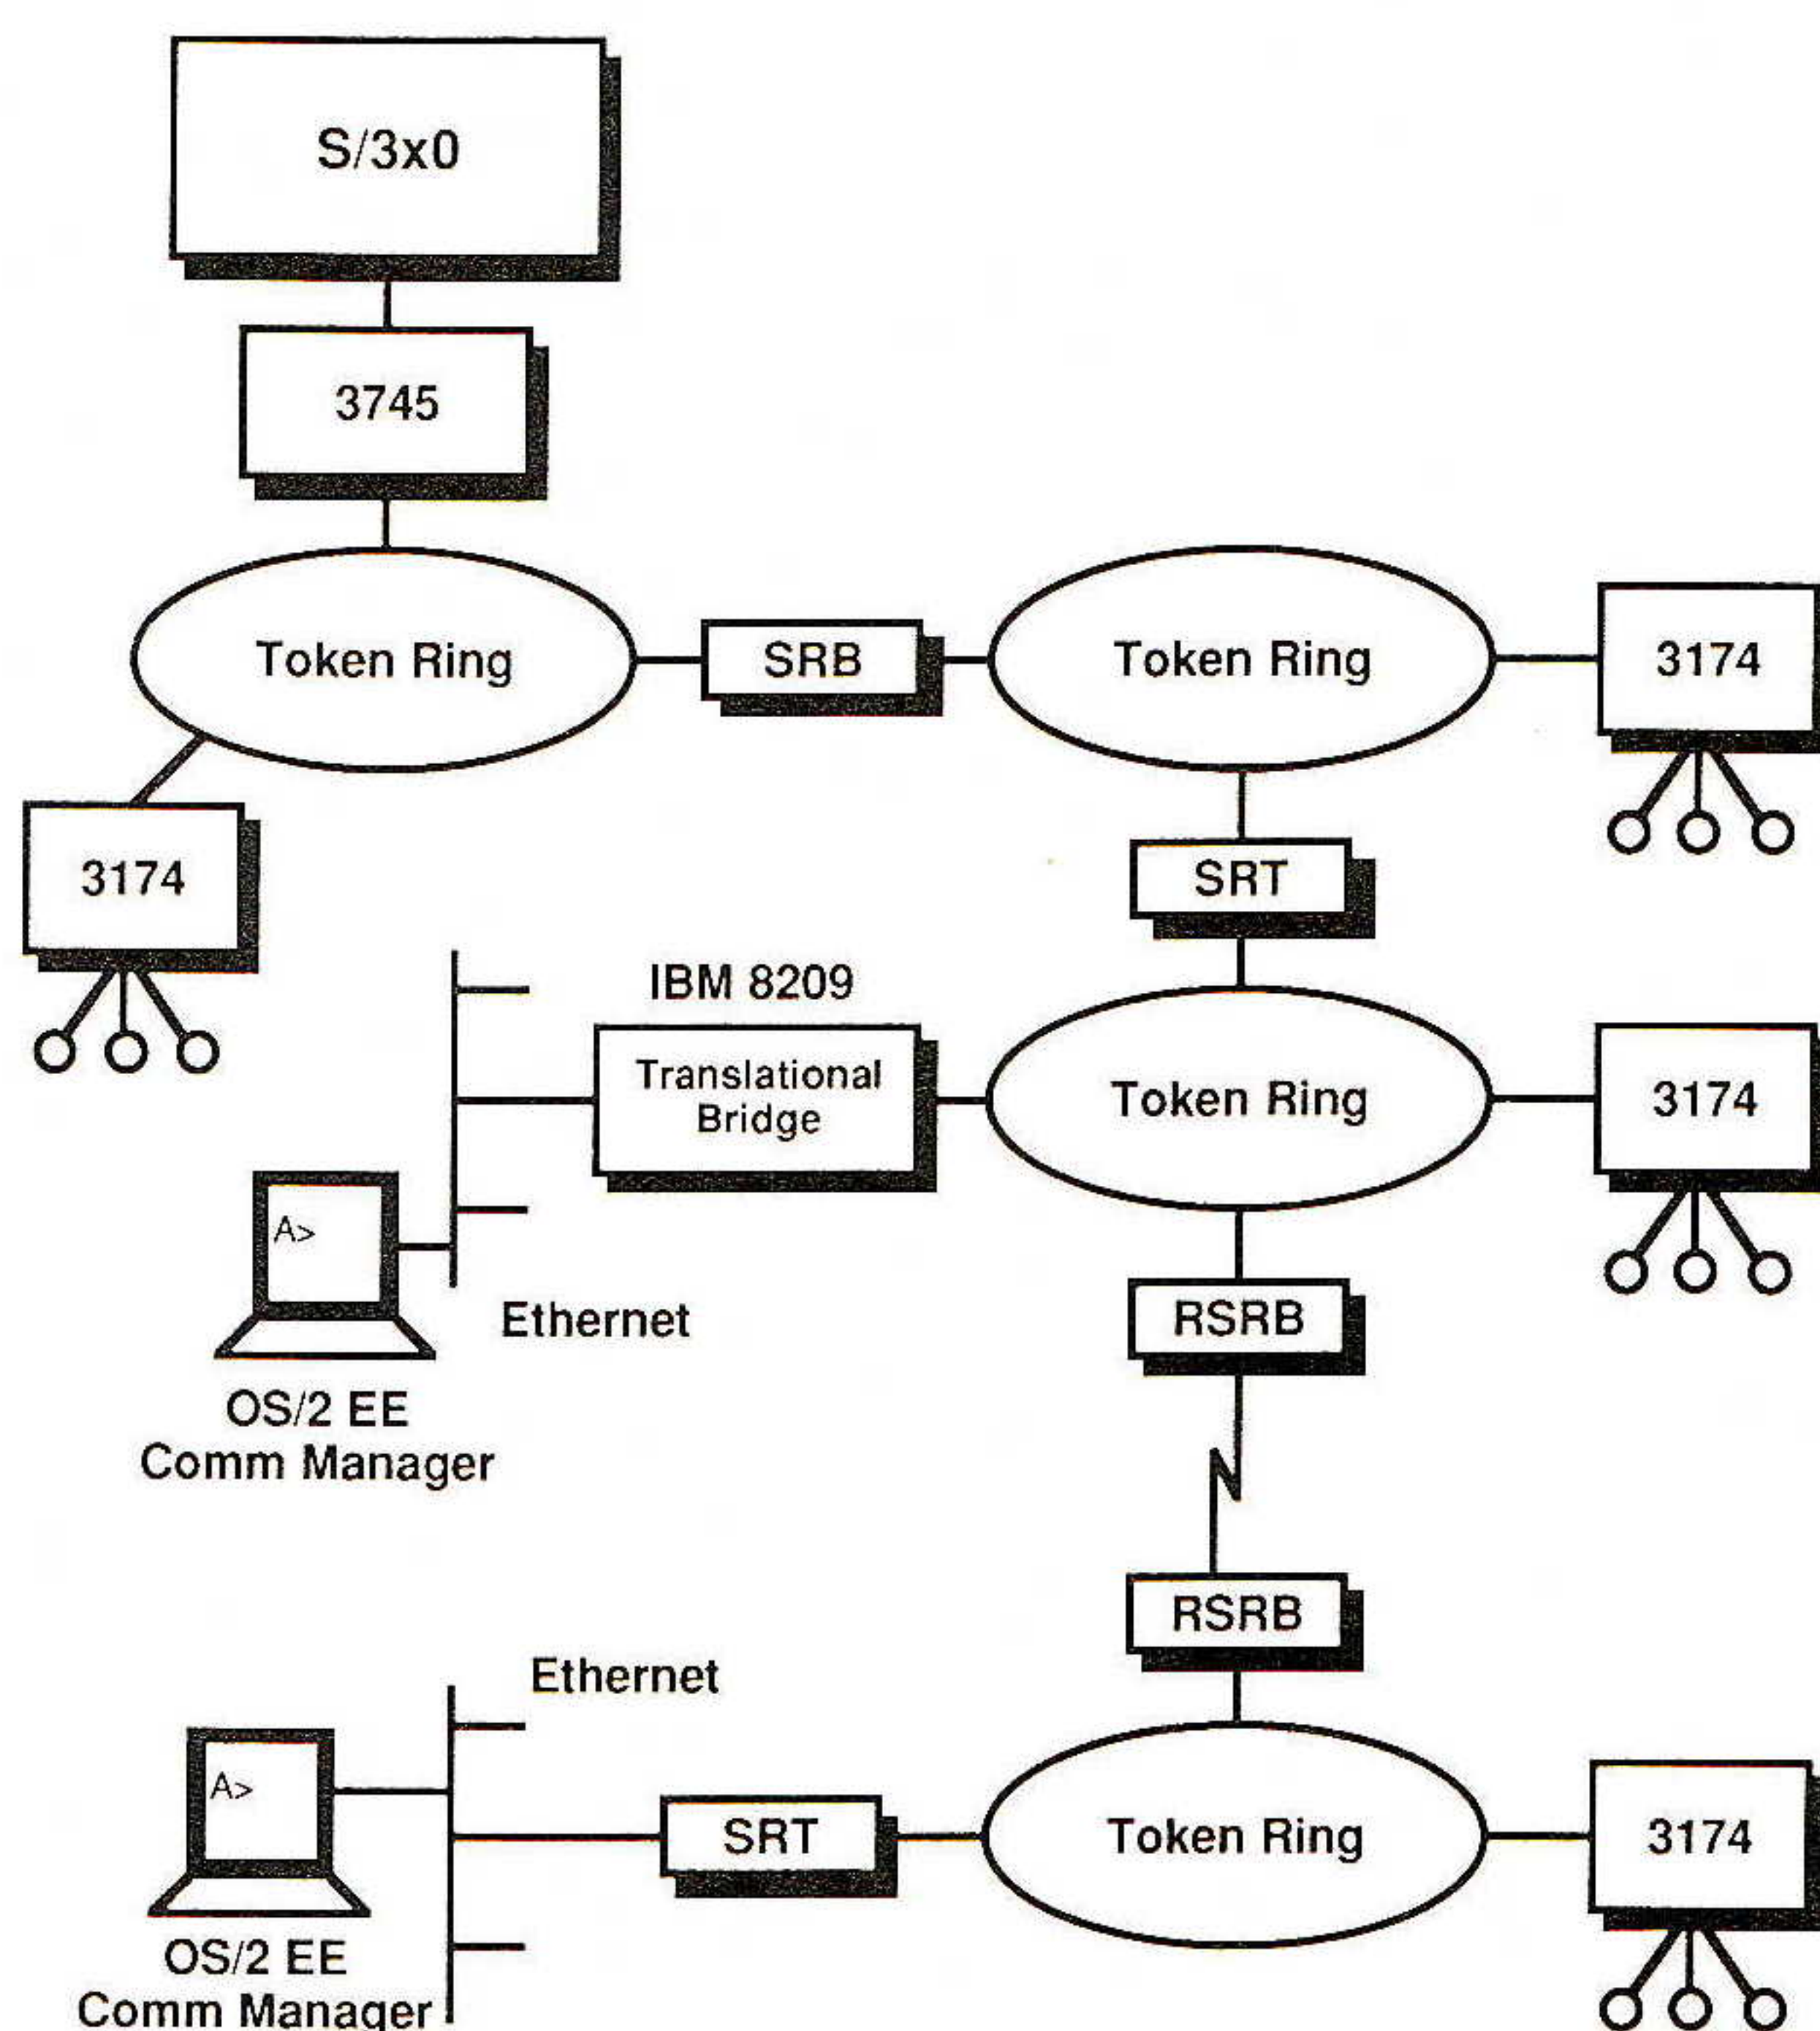 S/3x0
3745
Token Ring
SRB
Token Ring
3174
3174
SRT
IBM 8209
Translational
Bridge
Token Ring
3174
A>
Ethernet
RSRB
OS/2 EE
Comm Manager
RSRB
Ethernet
A>
SRT
Token Ring
3174
OS/2 EE
Comm Manager